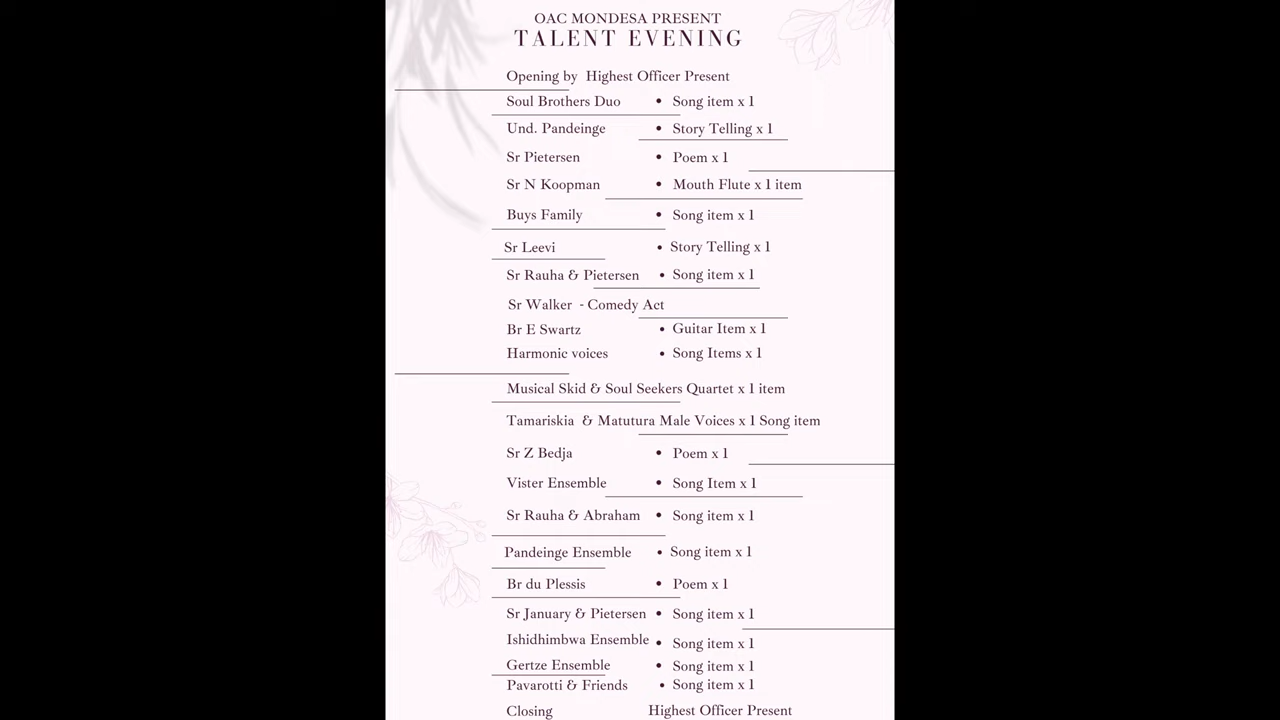 OAC MONDESA PRESENT
TALENT EVENING
Opening by Highest Officer Present
Soul Brothers Duo • Song item x 1
Und. Pandeinge • Story Telling x 1
Sr Pietersen • Poem x 1
Sr N Koopman • Mouth Flute x 1 item
Buys Family • Song item x 1
Sr Leevi • Story Telling x 1
Sr Rauha & Pietersen • Song item x 1
Sr Walker - Comedy Act
Br E Swartz • Guitar Item x 1
Harmonic voices • Song Items x 1
Musical Skid & Soul Seekers Quartet x 1 item
Tamariskia & Matutura Male Voices x 1 Song item
Sr Z Bedja • Poem x 1
Vister Ensemble • Song Item x 1
Sr Rauha & Abraham • Song item x 1
Pandeinge Ensemble • Song item x 1
Br du Plessis • Poem x 1
Sr January & Pietersen • Song item x 1
Ishidhimbwa Ensemble • Song item x 1
Gertze Ensemble • Song item x 1
Pavarotti & Friends • Song item x 1
Closing Highest Officer Present